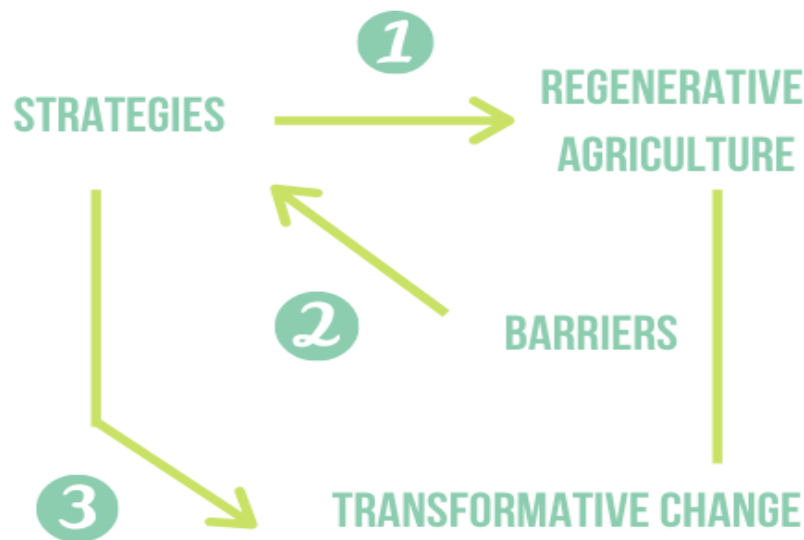 1
STRATEGIES
REGENERATIVE
AGRICULTURE
2
BARRIERS
3
TRANSFORMATIVE CHANGE